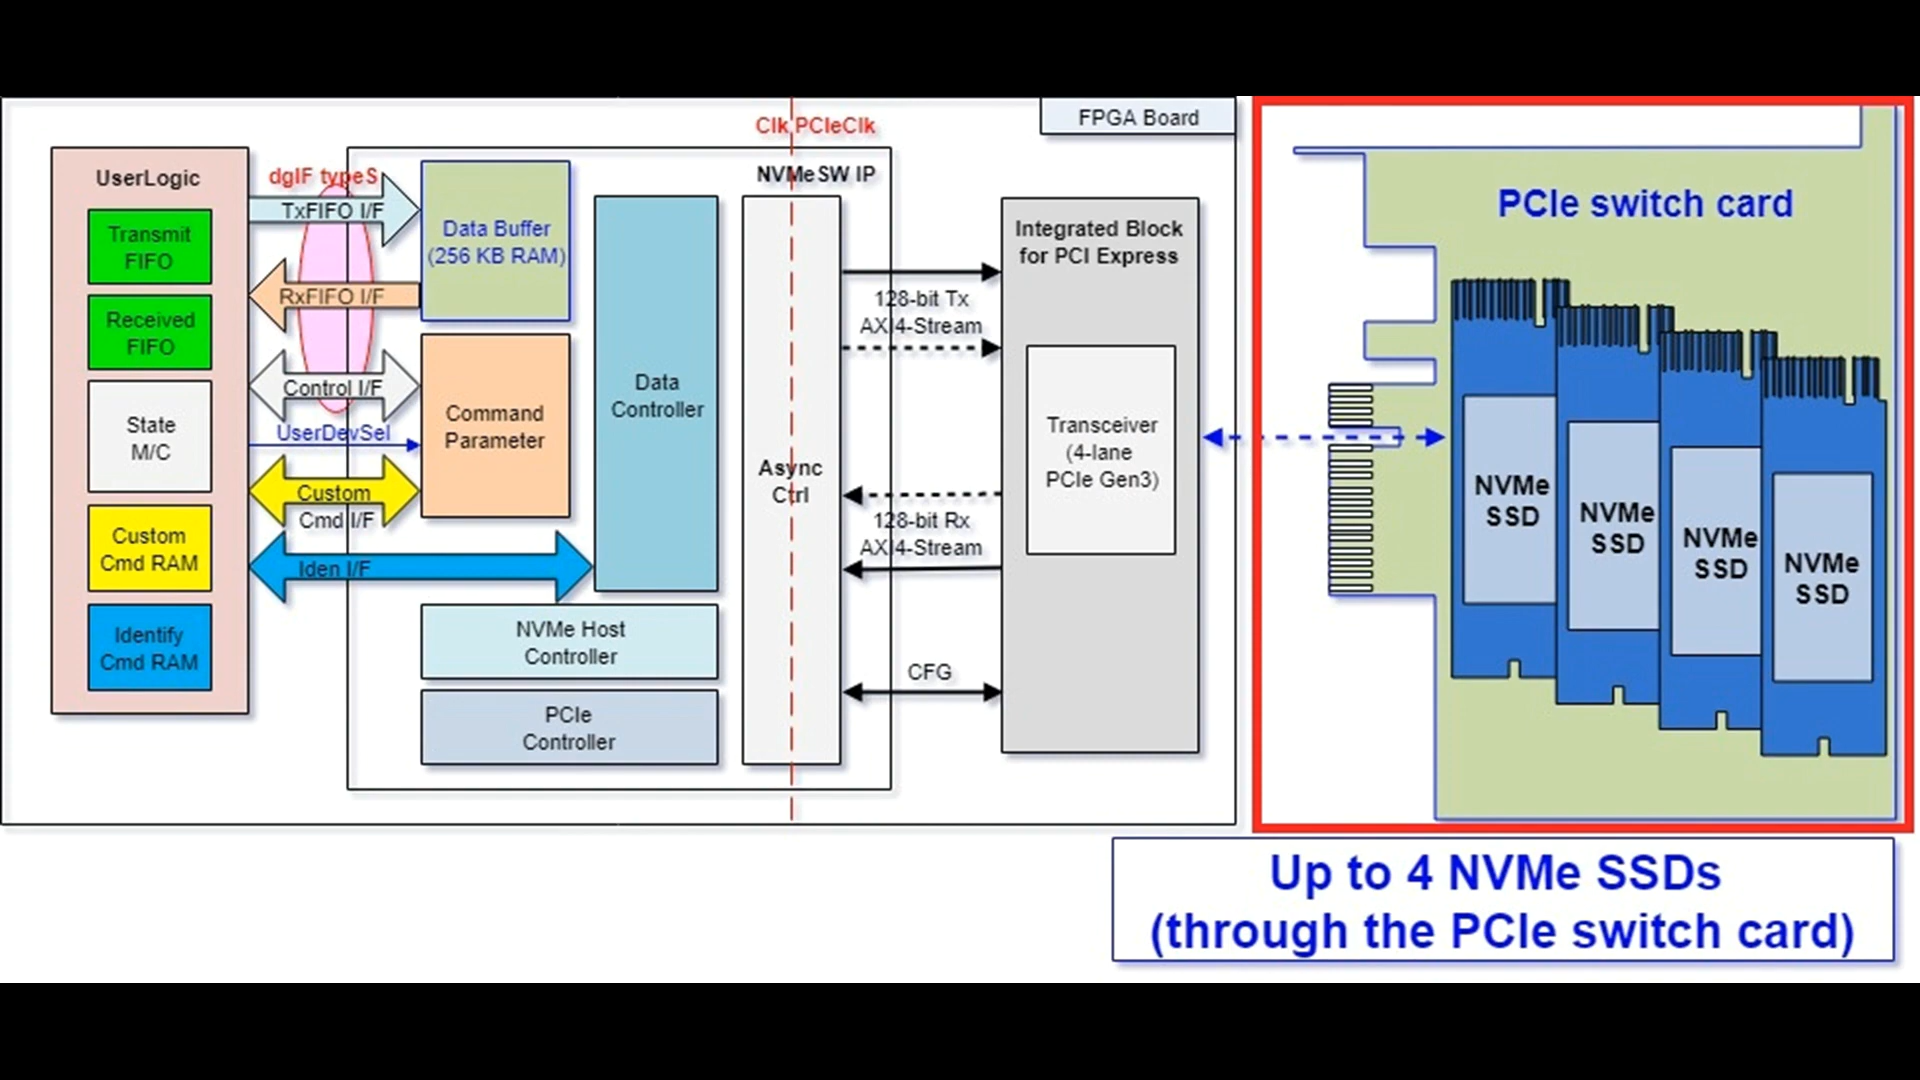 FPGA Board
Clk PCIeClk
UserLogic
Transmit
FIFO
Received
FIFO
State
M/C
Custom
Cmd RAM
Identify
Cmd RAM
dgIF typeS
TxFIFO I/F
RxFIFO I/F
Control I/F
UserDevSel
Custom
Cmd I/F
Iden I/F
NVMeSW IP
Data Buffer
(256 KB RAM)
Command
Parameter
Data
Controller
NVMe Host
Controller
PCIe
Controller
Async
Ctrl
128-bit Tx
AXI4-Stream
128-bit Rx
AXI4-Stream
CFG
Integrated Block
for PCI Express
Transceiver
(4-lane
PCIe Gen3)
PCIe switch card
NVMe
SSD
NVMe
SSD
NVMe
SSD
NVMe
SSD
Up to 4 NVMe SSDs
(through the PCIe switch card)